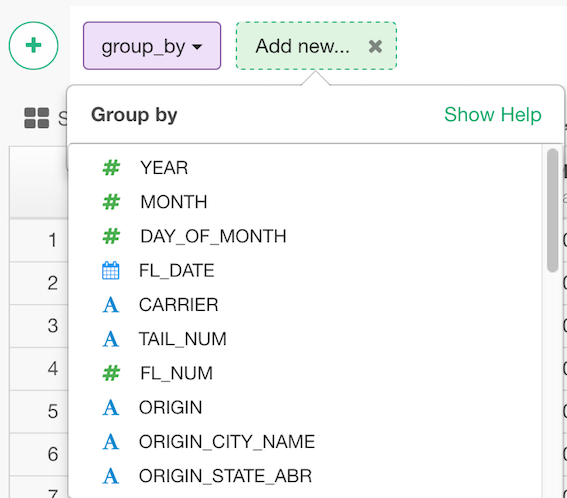 + group_by Add new... ×
S
Group by Show Help
# YEAR
# MONTH
# DAY_OF_MONTH
FL_DATE
A CARRIER
A TAIL_NUM
# FL_NUM
A ORIGIN
A ORIGIN_CITY_NAME
A ORIGIN_STATE_ABR
1
2
3
4
5
6
7